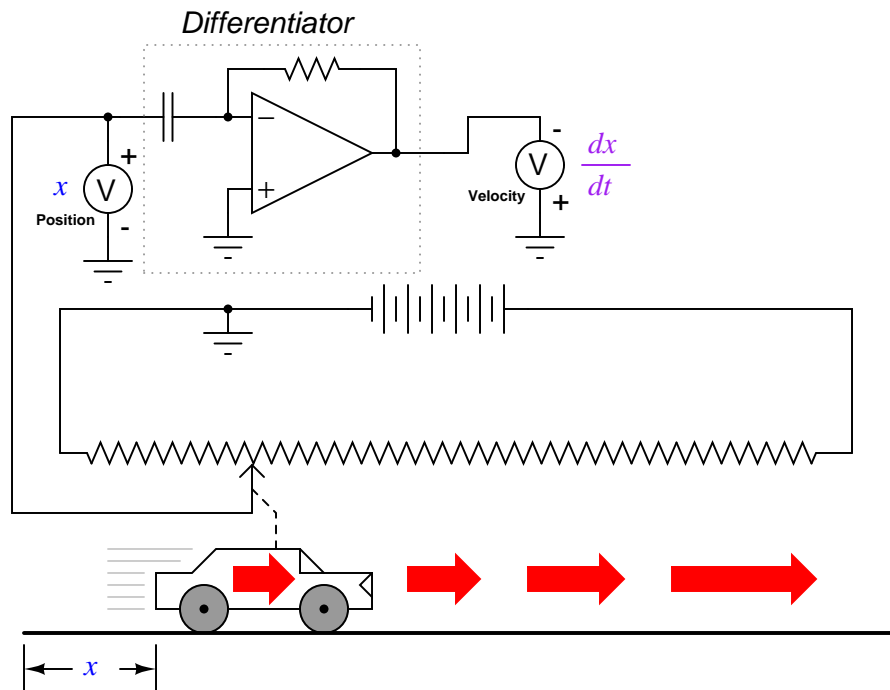 Differentiator
−
+
+
V
-
x
Position
-
V
+
Velocity
dx
dt
x